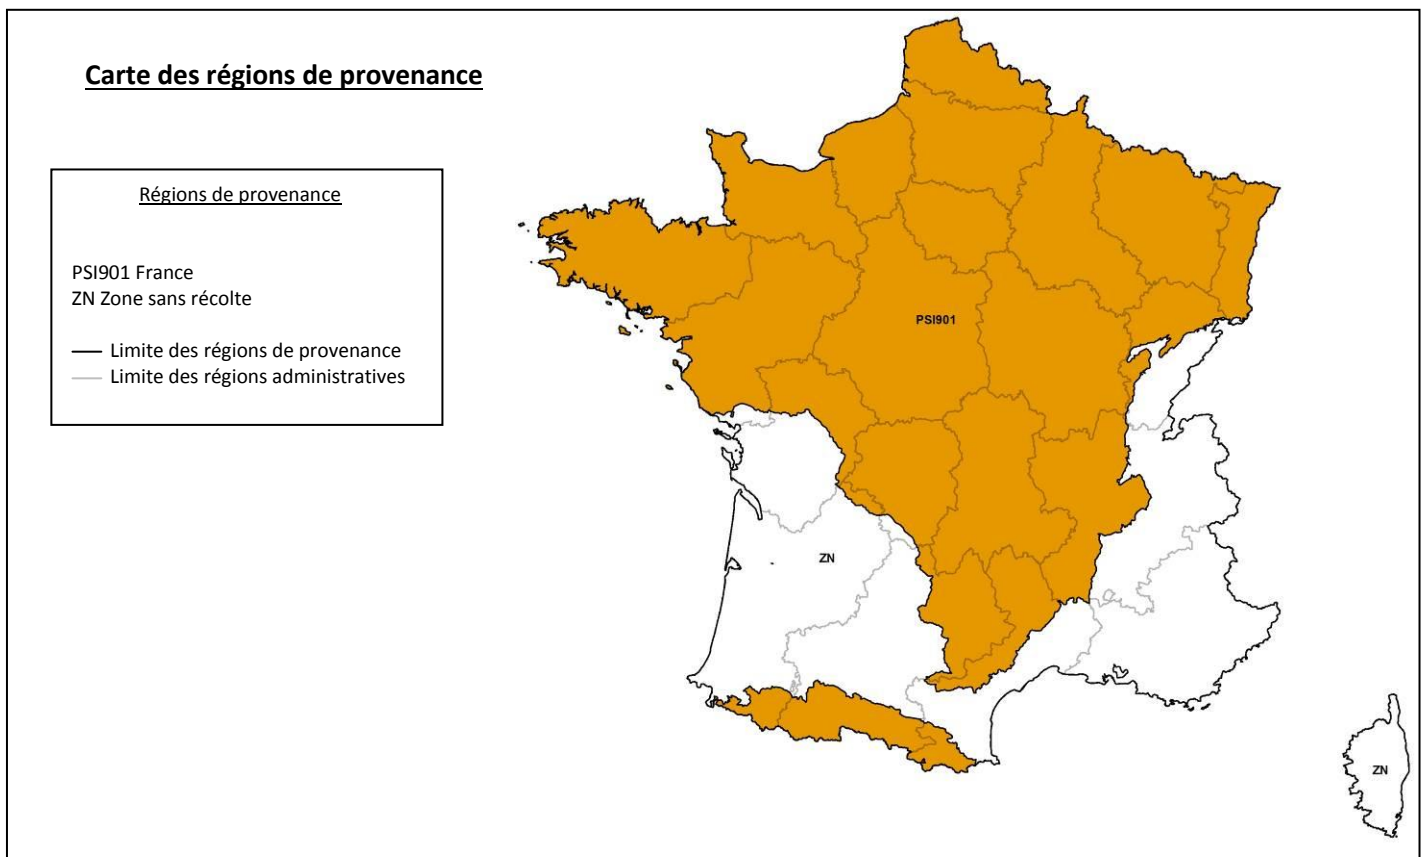 Carte des régions de provenance
Régions de provenance
PSI901 France
ZN Zone sans récolte
Limite des régions de provenance
Limite des régions administratives
PSI901
ZN
ZN